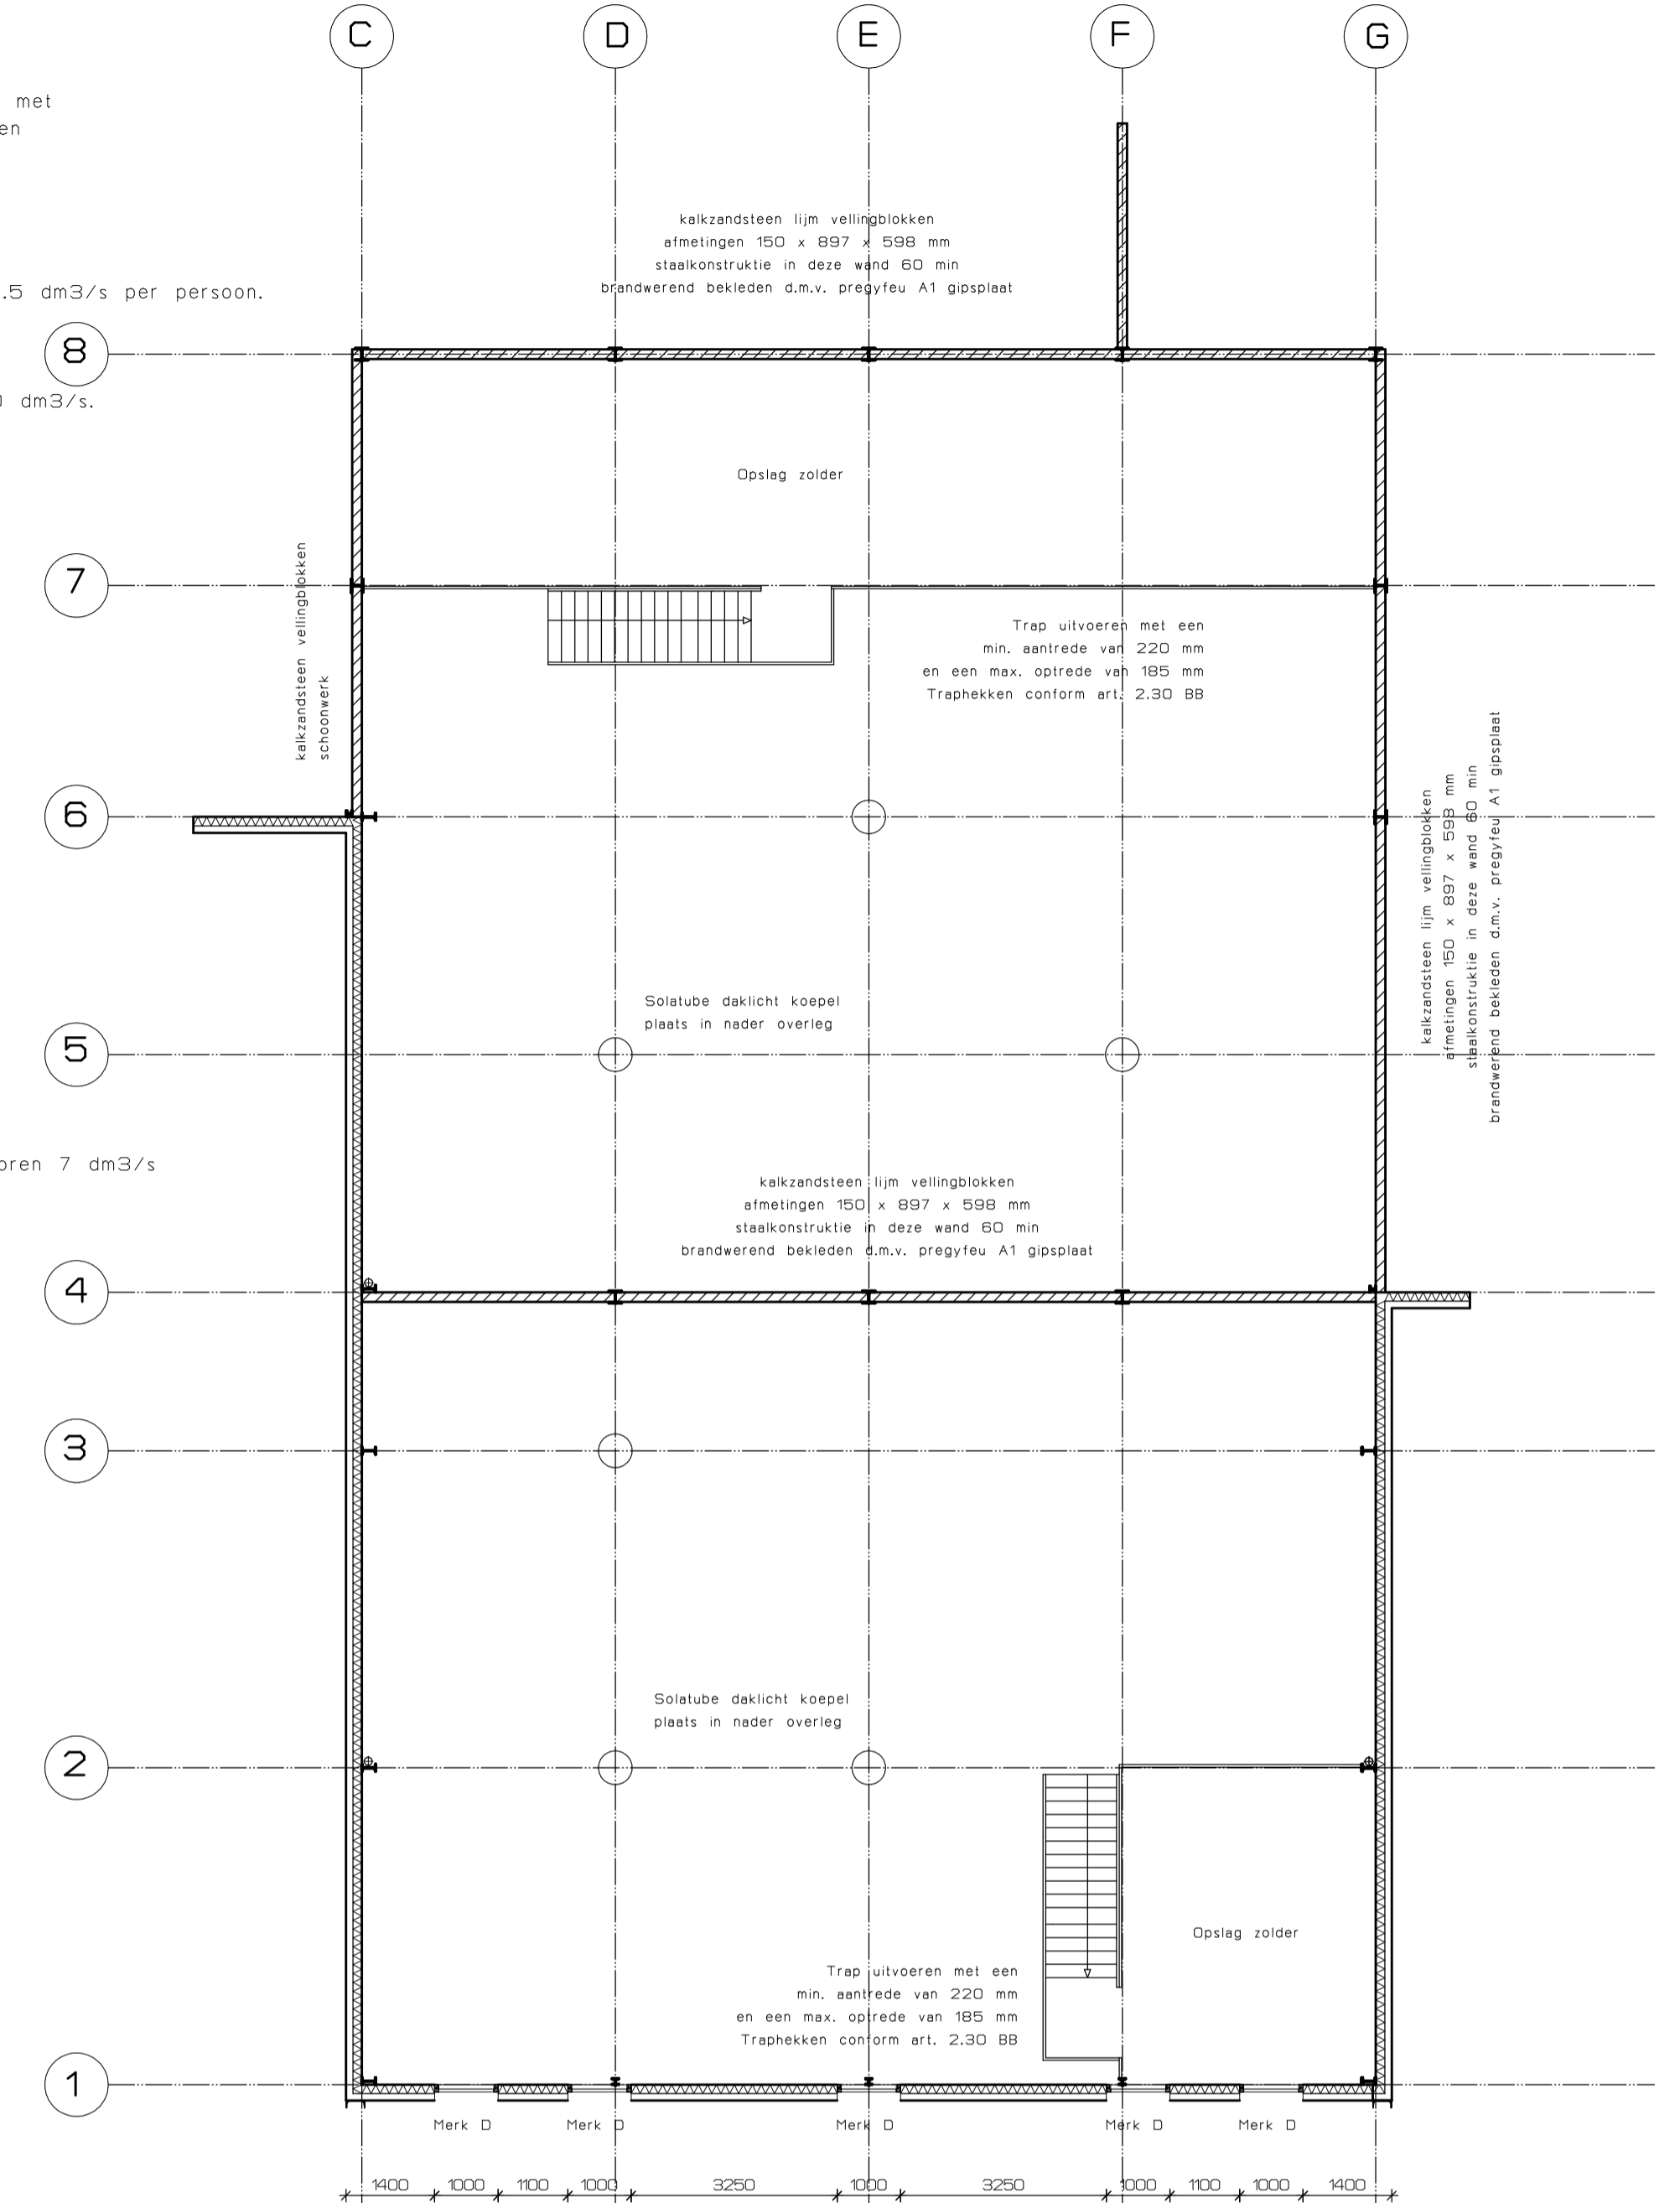 C D E F G
met
en
kalkzandsteen lijm vellingblokken
afmetingen 150 x 897 x 598 mm
staalkonstruktie in deze wand 60 min
brandwerend bekleden d.m.v. pregyfeu A1 gipsplaat
.5 dm3/s per persoon.
8
dm3/s.
Opslag zolder
7
kalkzandsteen vellingblokken
schoonwerk
Trap uitvoeren met een
min. aantrede van 220 mm
en een max. optrede van 185 mm
Traphekken conform art. 2.30 BB
6
kalkzandsteen lijm vellingblokken
afmetingen 150 x 897 x 598 mm
staalkonstruktie in deze wand 60 min
brandwerend bekleden d.m.v. pregyfeu A1 gipsplaat
Solatube daklicht koepel
plaats in nader overleg
5
oren 7 dm3/s
kalkzandsteen lijm vellingblokken
afmetingen 150 x 897 x 598 mm
staalkonstruktie in deze wand 60 min
brandwerend bekleden d.m.v. pregyfeu A1 gipsplaat
4
3
Solatube daklicht koepel
plaats in nader overleg
2
Opslag zolder
Trap uitvoeren met een
min. aantrede van 220 mm
en een max. optrede van 185 mm
Traphekken conform art. 2.30 BB
1
Merk D Merk D Merk D Merk D Merk D
1400 1000 1100 1000 3250 1000 3250 1000 1100 1000 1400